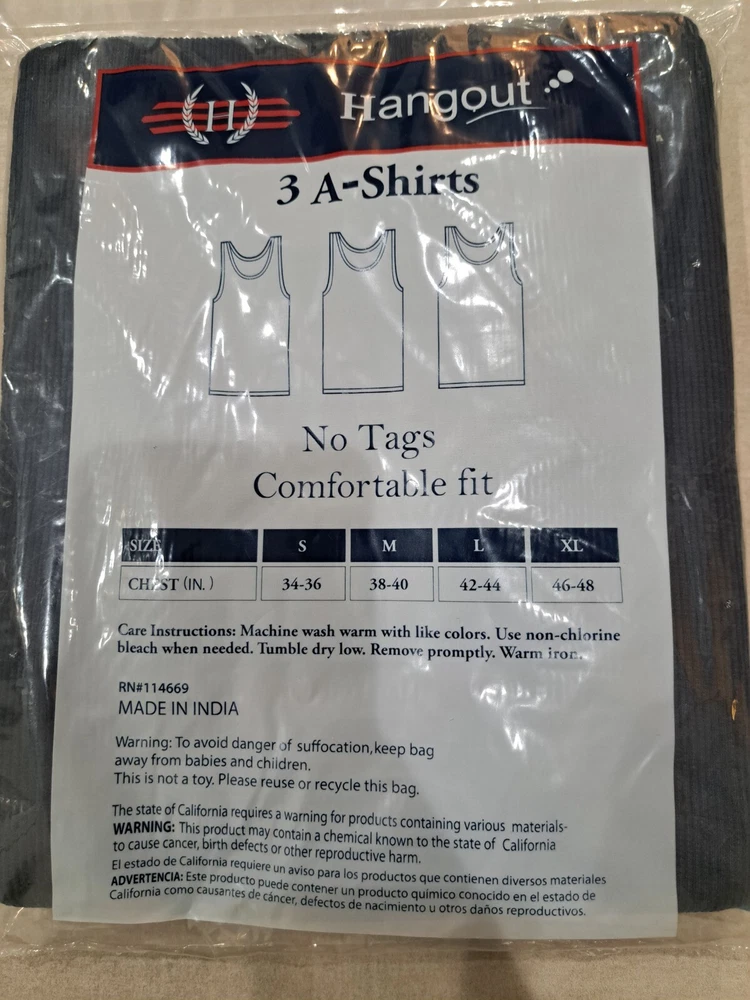 H
Hangout
3 A-Shirts
No Tags
Comfortable fit
SIZE S M L XL
CHEST (IN.) 34-36 38-40 42-44 46-48
Care Instructions: Machine wash warm with like colors. Use non-chlorine
bleach when needed. Tumble dry low. Remove promptly. Warm iron.
RN#114669
MADE IN INDIA
Warning: To avoid danger of suffocation,keep bag
away from babies and children.
This is not a toy. Please reuse or recycle this bag.
The state of California requires a warning for products containing various materials-
WARNING: This product may contain a chemical known to the state of California
to cause cancer, birth defects or other reproductive harm.
El estado de California requiere un aviso para los productos que contienen diversos materiales
ADVERTENCIA: Este producto puede contener un producto químico conocido en el estado de
California como causantes de cáncer, defectos de nacimiento u otros daños reproductivos.